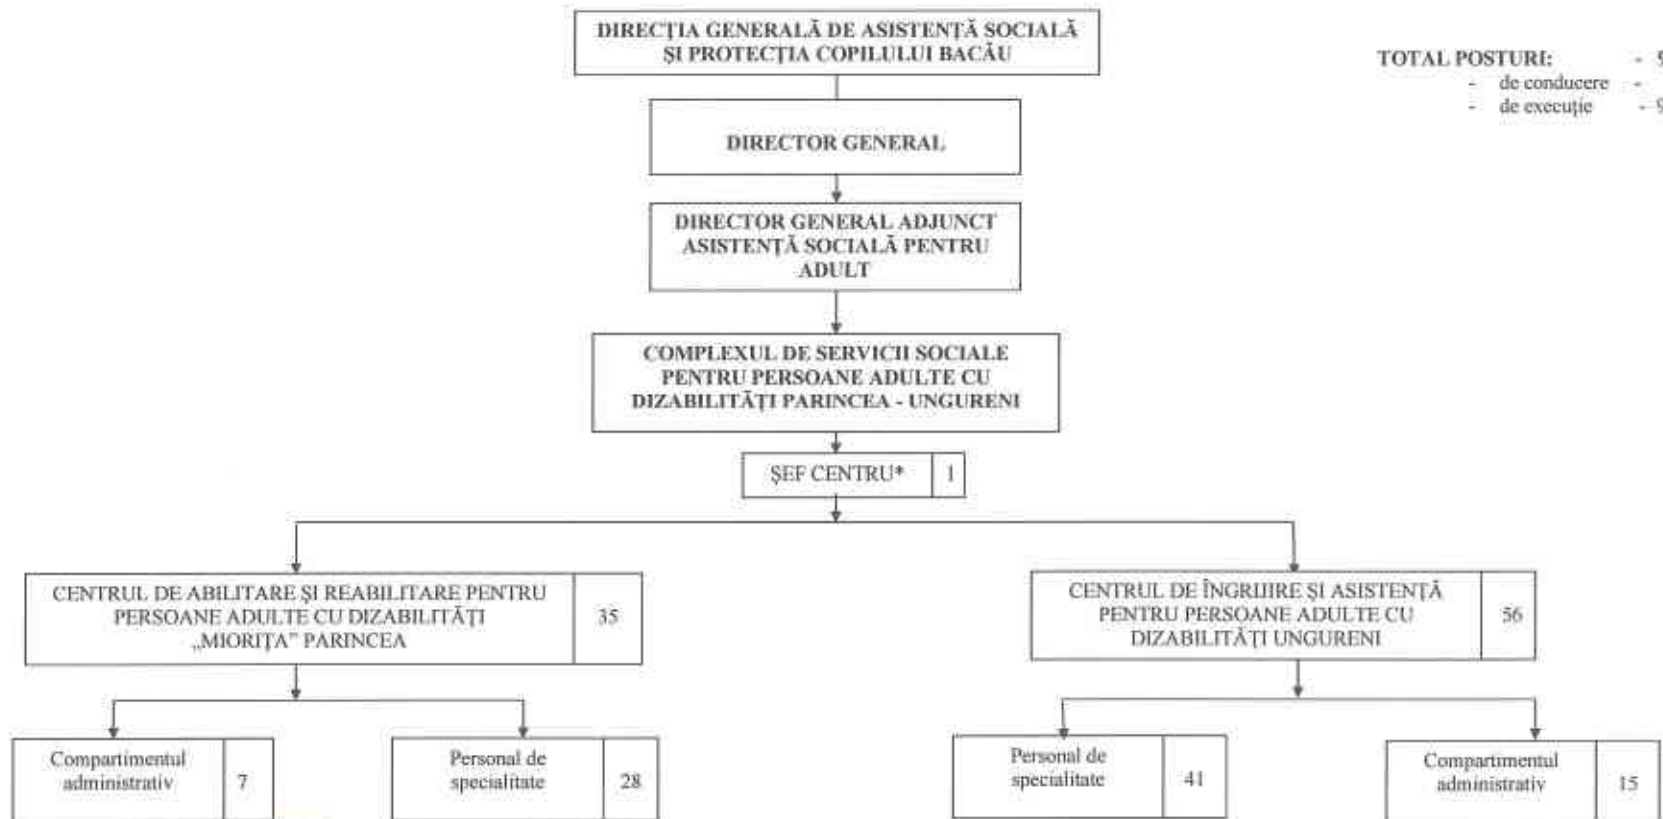 DIRECȚIA GENERALĂ DE ASISTENȚĂ SOCIALĂ
ȘI PROTECȚIA COPILULUI BACĂU
TOTAL POSTURI: -
- de conducere -
- de execuție -
DIRECTOR GENERAL
DIRECTOR GENERAL ADJUNCT
ASISTENȚĂ SOCIALĂ PENTRU
ADULT
COMPLEXUL DE SERVICII SOCIALE
PENTRU PERSOANE ADULTE CU
DIZABILITĂȚI PARINCEA - UNGURENI
ȘEF CENTRU* 1
CENTRUL DE ABILITARE ȘI REABILITARE PENTRU
PERSOANE ADULTE CU DIZABILITĂȚI
„MIORIȚA” PARINCEA
35
CENTRUL DE ÎNGRIJIRE ȘI ASISTENȚĂ
PENTRU PERSOANE ADULTE CU
DIZABILITĂȚI UNGURENI
56
Compartimentul
administrativ
7
Personal de
specialitate
28
Personal de
specialitate
41
Compartimentul
administrativ
15